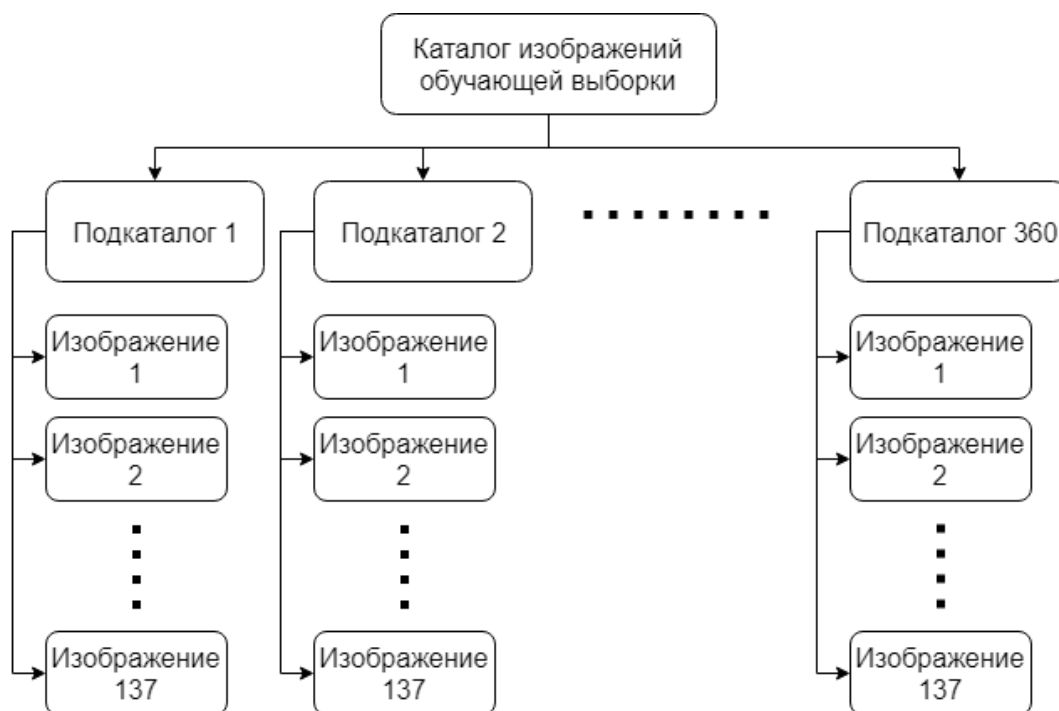 Каталог изображений
обучающей выборки
Подкаталог 1
Подкаталог 2
Подкаталог 360
Изображение
1
Изображение
1
Изображение
1
Изображение
2
Изображение
2
Изображение
2
Изображение
137
Изображение
137
Изображение
137